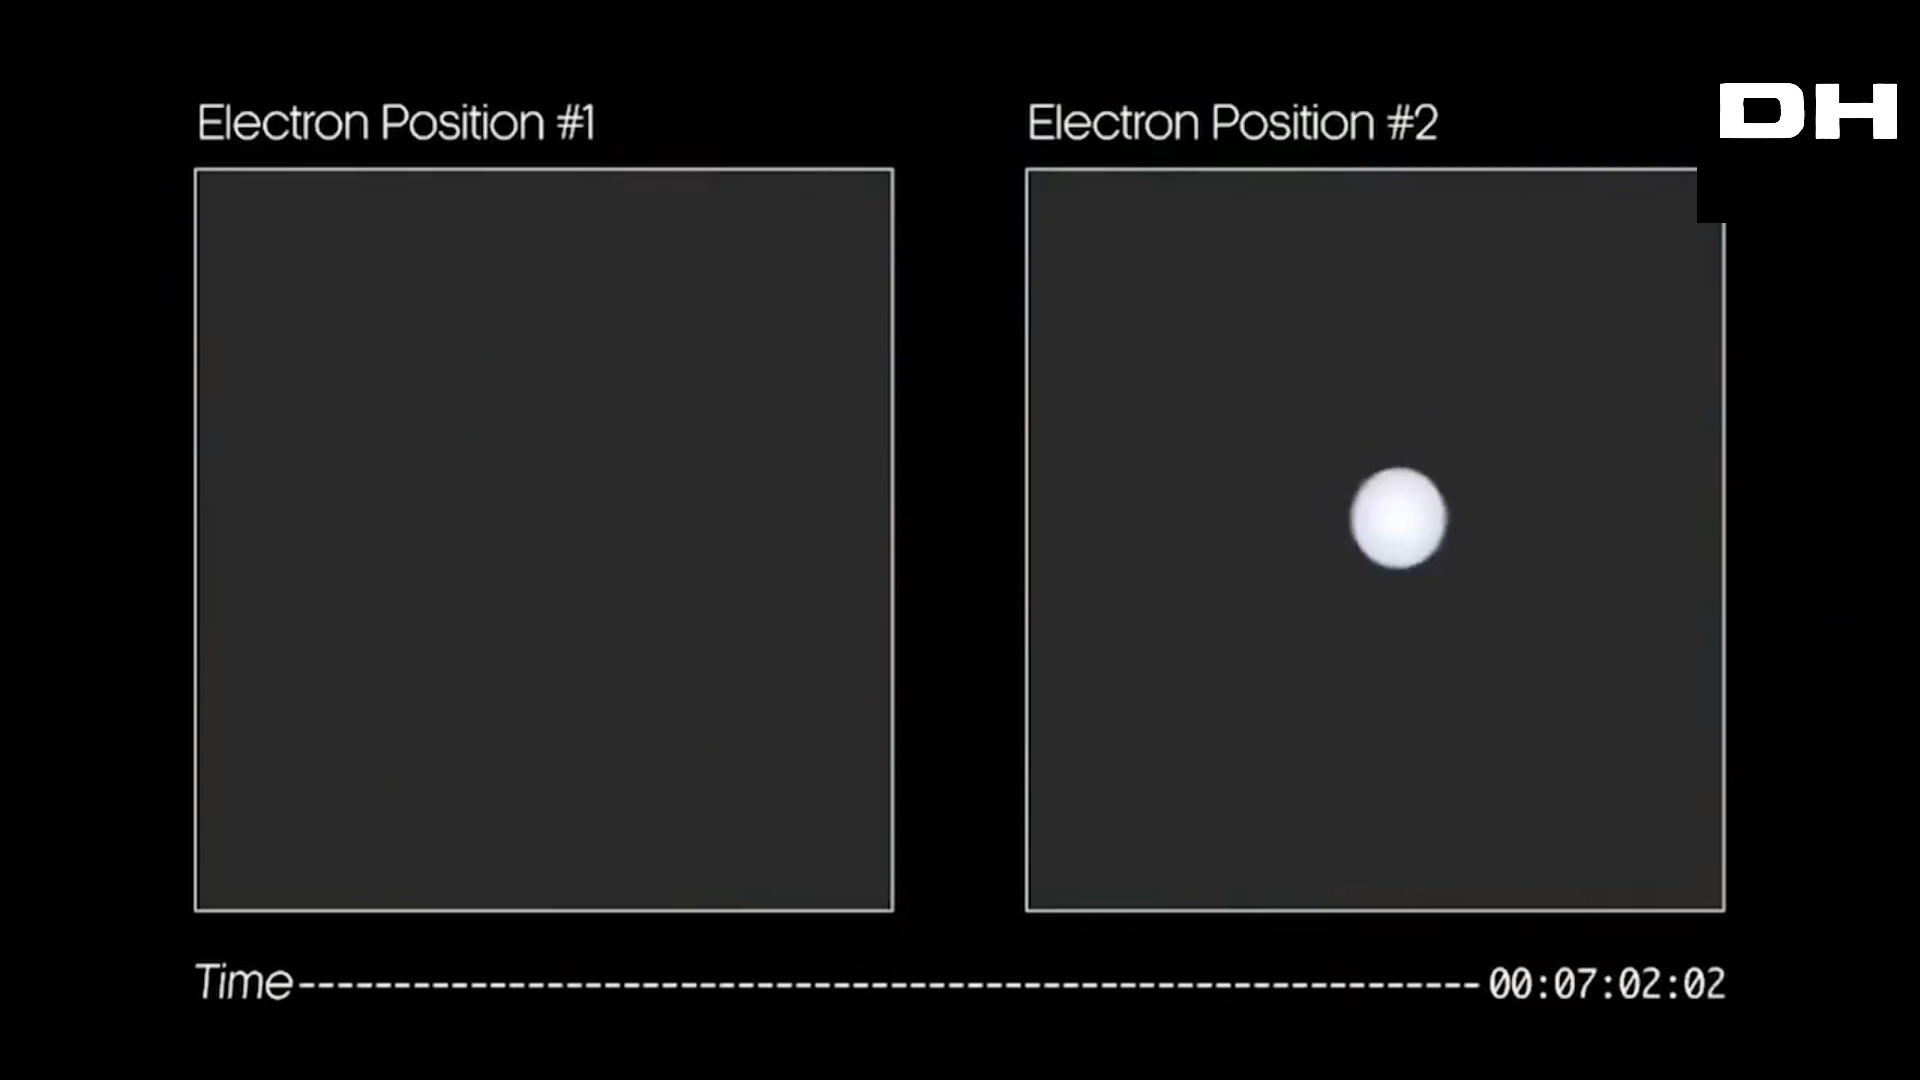 Electron Position #1
Electron Position #2
DH
Time 00:07:02:02